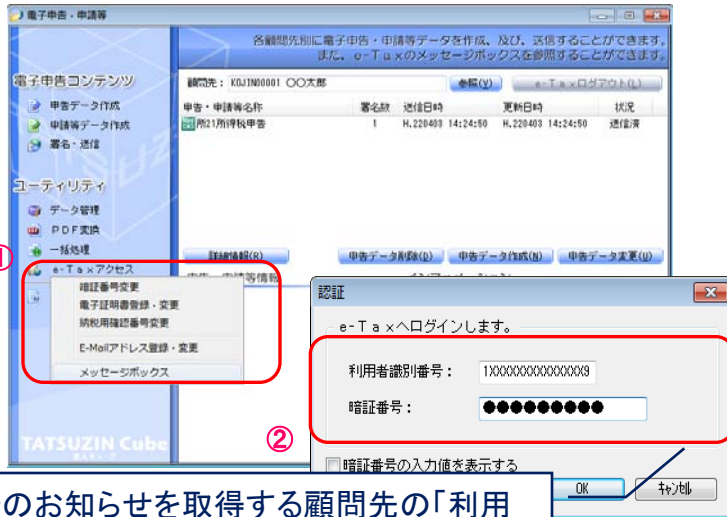 電子申告・申請等
各顧問先別に電子申告・申請等データを作成、及び、送信することができます。
また、e-Taxのメッセージボックスを参照することができます。
電子申告コンテンツ
申告データ作成
申請等データ作成
署名・送信
ユーティリティ
データ管理
PDF変換
一括処理
e-Taxアクセス
顧問先: KOJIN00001 〇〇太郎
参照(V)
e-Taxログアウト(L)
申告・申請等名称 署名数 送信日時 更新日時 状況
所21所得税申告 1 H.220403 14:24:50 H.220403 14:24:50 送信済
詳細情報(R)
申告データ削除(D)
申告データ作成(N)
申告データ変更(U)
①
暗証番号変更
電子証明書登録・変更
納税用確認番号変更
E-Mailアドレス登録・変更
メッセージボックス
TATSUZIN Cube
②
認証
e-Taxへログインします。
利用者識別番号: 1XXXXXXXXXXXXXX9
暗証番号: ●●●●●●●●●
暗証番号の入力値を表示する
OK
キャンセル
のお知らせを取得する顧問先の「利用